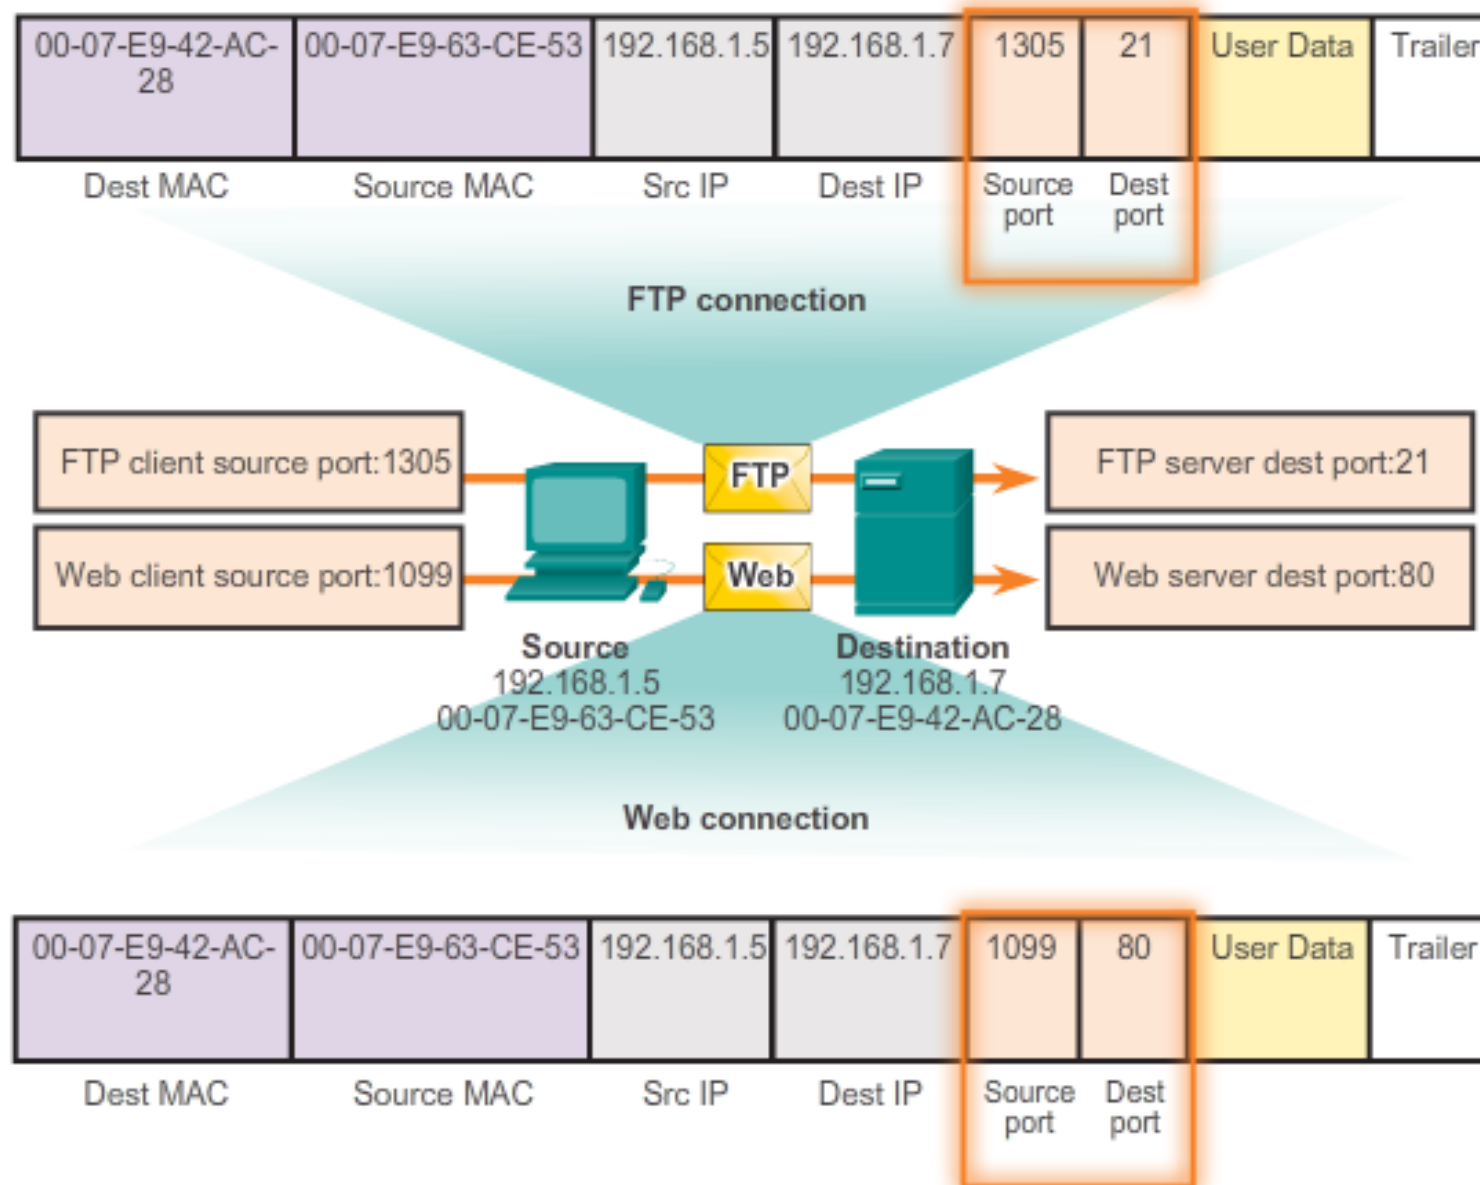 00-07-E9-42-AC-
28
00-07-E9-63-CE-53
192.168.1.5
192.168.1.7
1305
21
User Data
Trailer
Dest MAC
Source MAC
Src IP
Dest IP
Source
port
Dest
port
FTP connection
FTP client source port:1305
FTP
FTP server dest port:21
Web client source port:1099
Web
Web server dest port:80
Source
192.168.1.5
00-07-E9-63-CE-53
Destination
192.168.1.7
00-07-E9-42-AC-28
Web connection
00-07-E9-42-AC-
28
00-07-E9-63-CE-53
192.168.1.5
192.168.1.7
1099
80
User Data
Trailer
Dest MAC
Source MAC
Src IP
Dest IP
Source
port
Dest
port